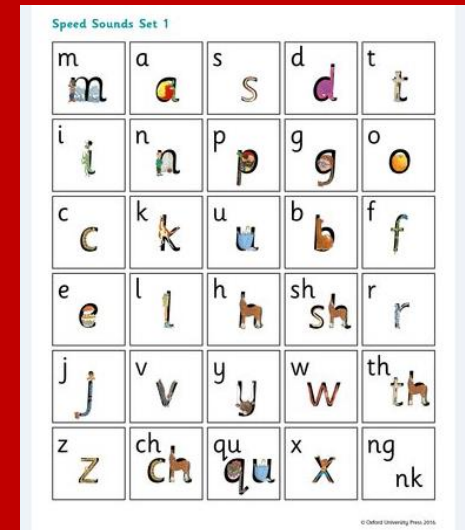 Speed Sounds Set 1
m a s d t
m a s d t
i n p g o
i n p g o
c k u b f
c k u b f
e l h sh r
e l h sh r
j v y w th
j v y w th
z ch qu x ng
z ch qu x nk
© Oxford University Press 2016